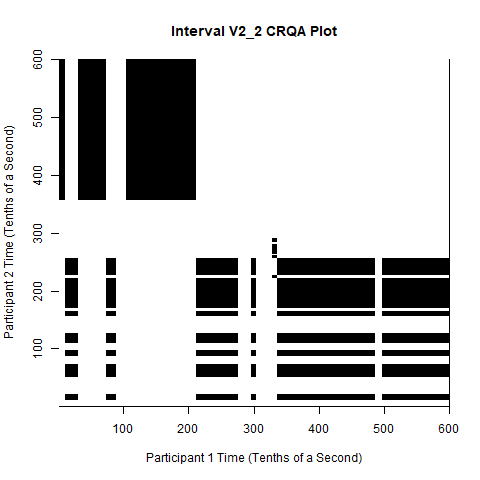 Interval V2_2 CRQA Plot
Participant 2 Time (Tenths of a Second)
600
500
400
300
200
100
100 200 300 400 500 600
Participant 1 Time (Tenths of a Second)